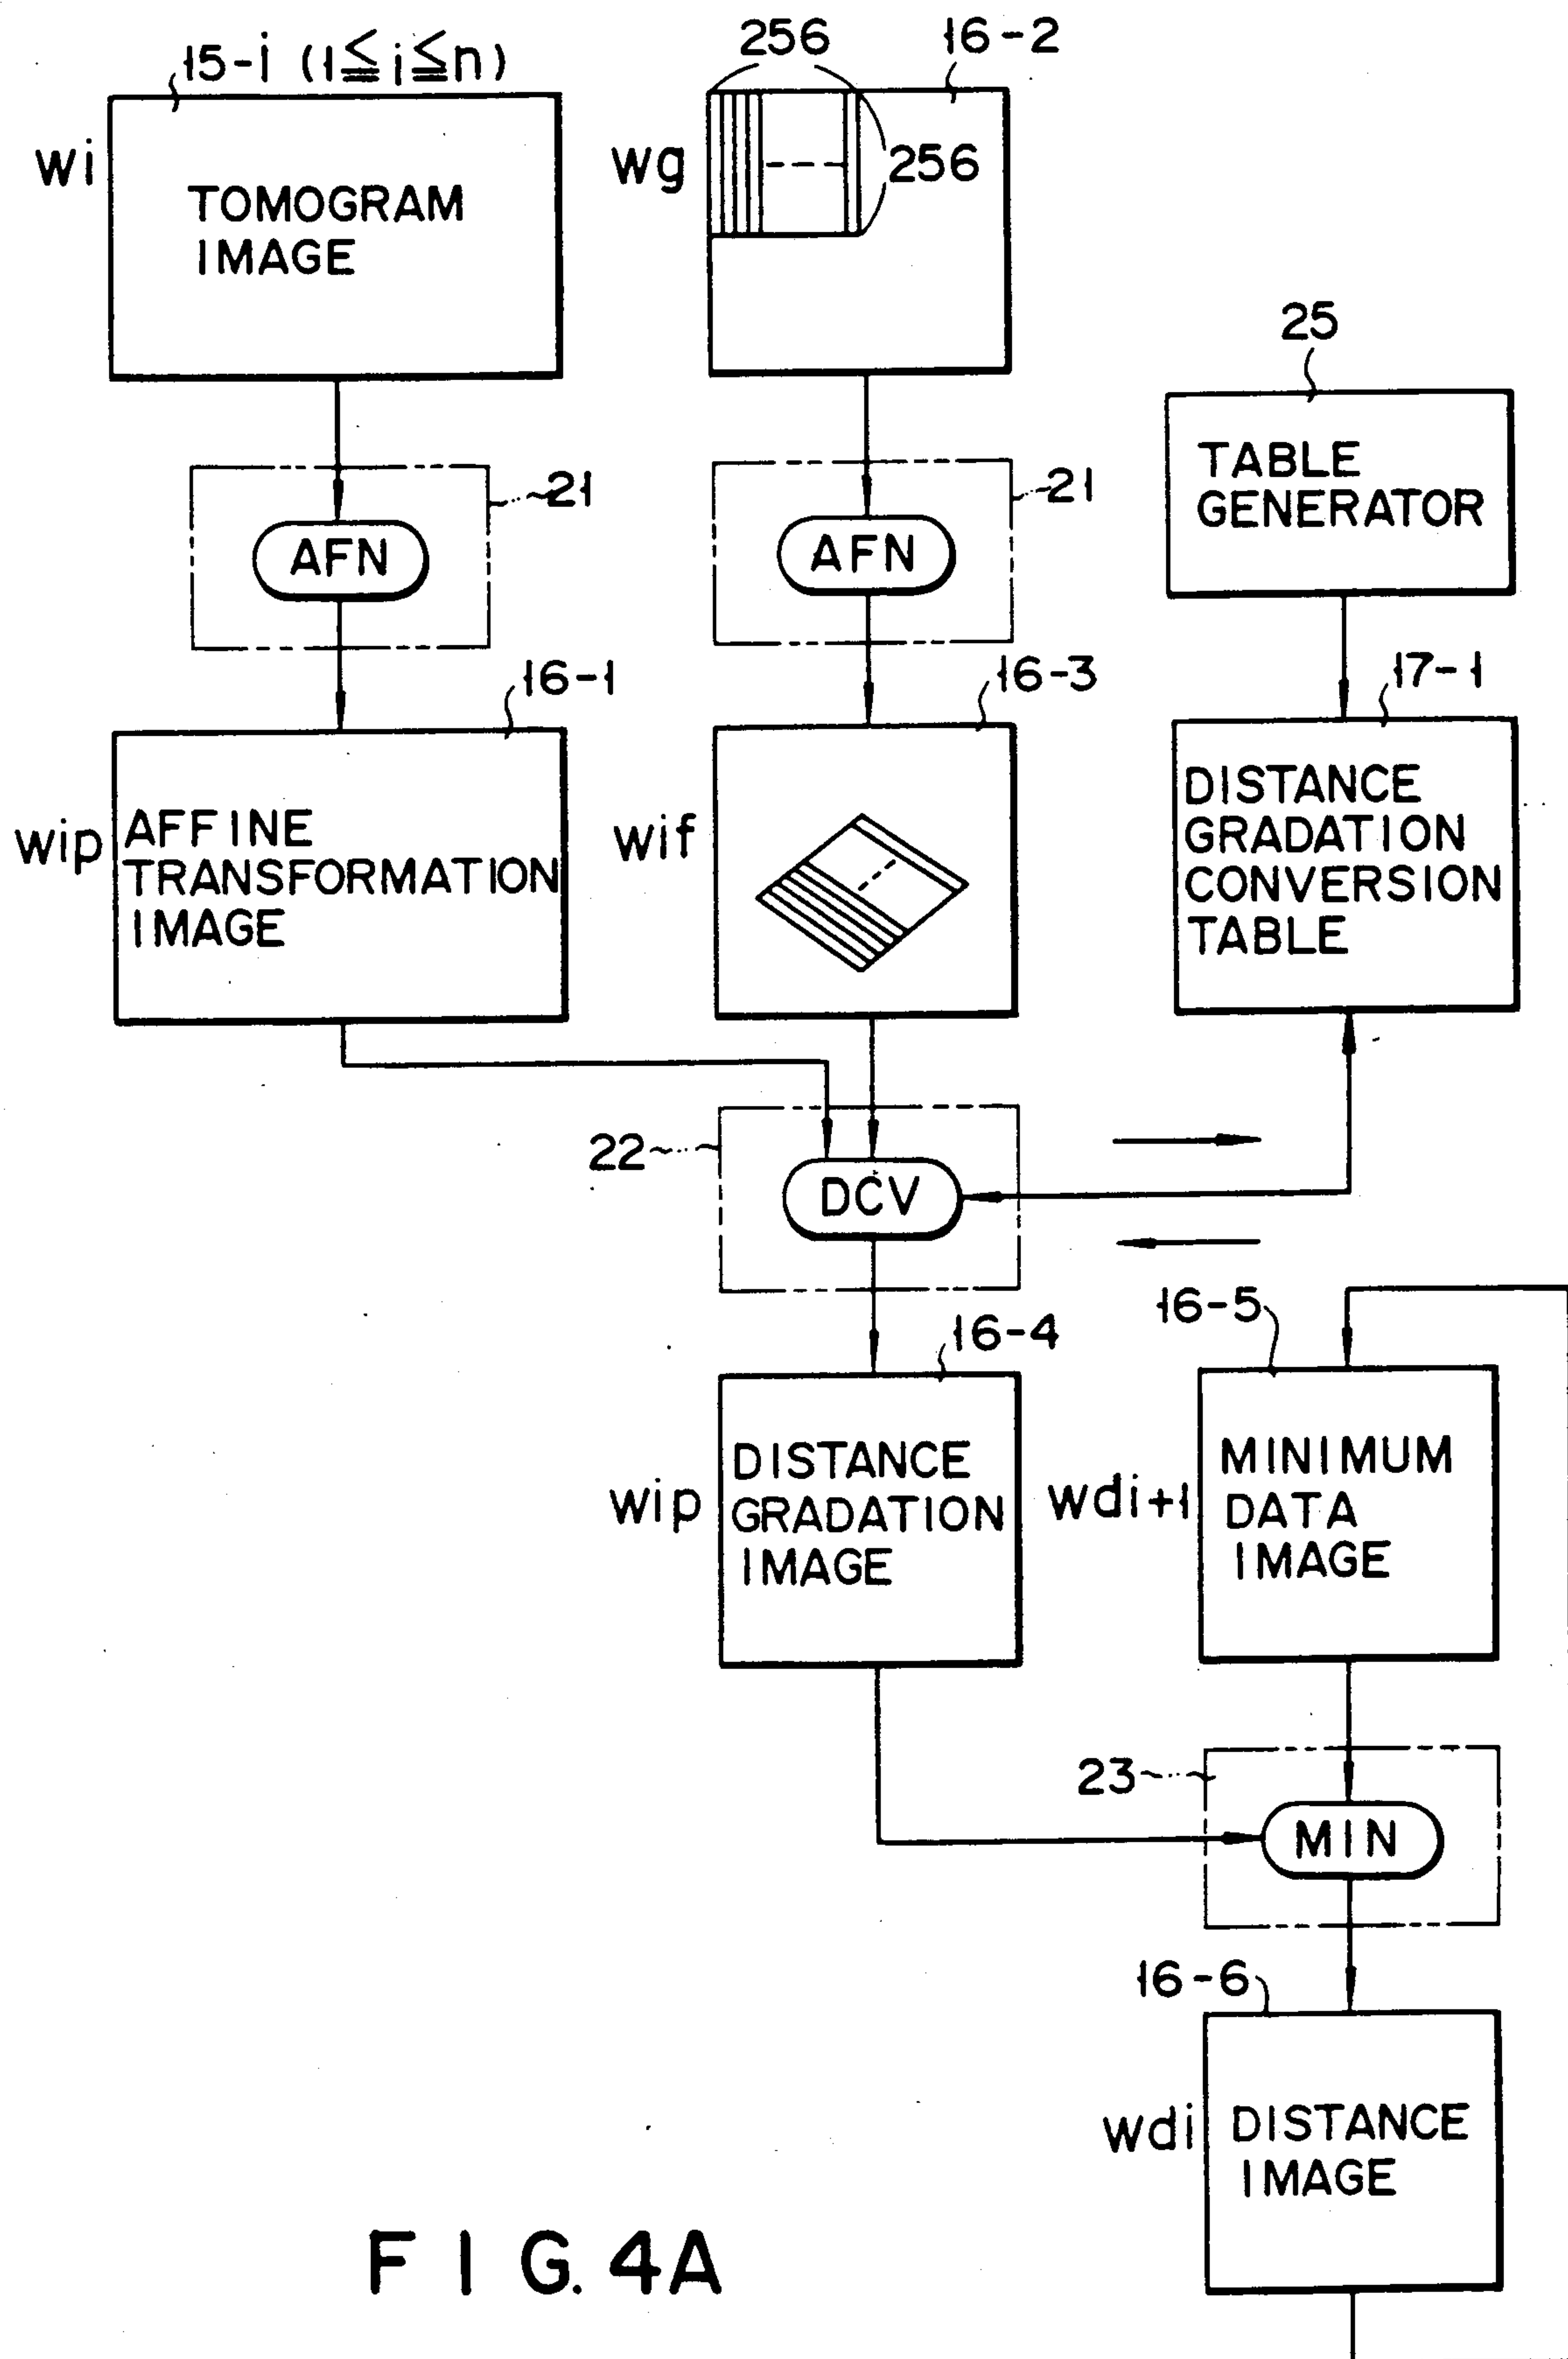 15-i (1≦i≦n)
256
16-2
wi
TOMOGRAM
IMAGE
wg
256
25
TABLE
GENERATOR
21
AFN
21
AFN
16-1
16-3
17-1
wip
AFFINE
TRANSFORMATION
IMAGE
wif
DISTANCE
GRADATION
CONVERSION
TABLE
22
DCV
16-4
16-5
wip
DISTANCE
GRADATION
IMAGE
wdi+1
MINIMUM
DATA
IMAGE
23
MIN
16-6
wdi
DISTANCE
IMAGE
FIG. 4A